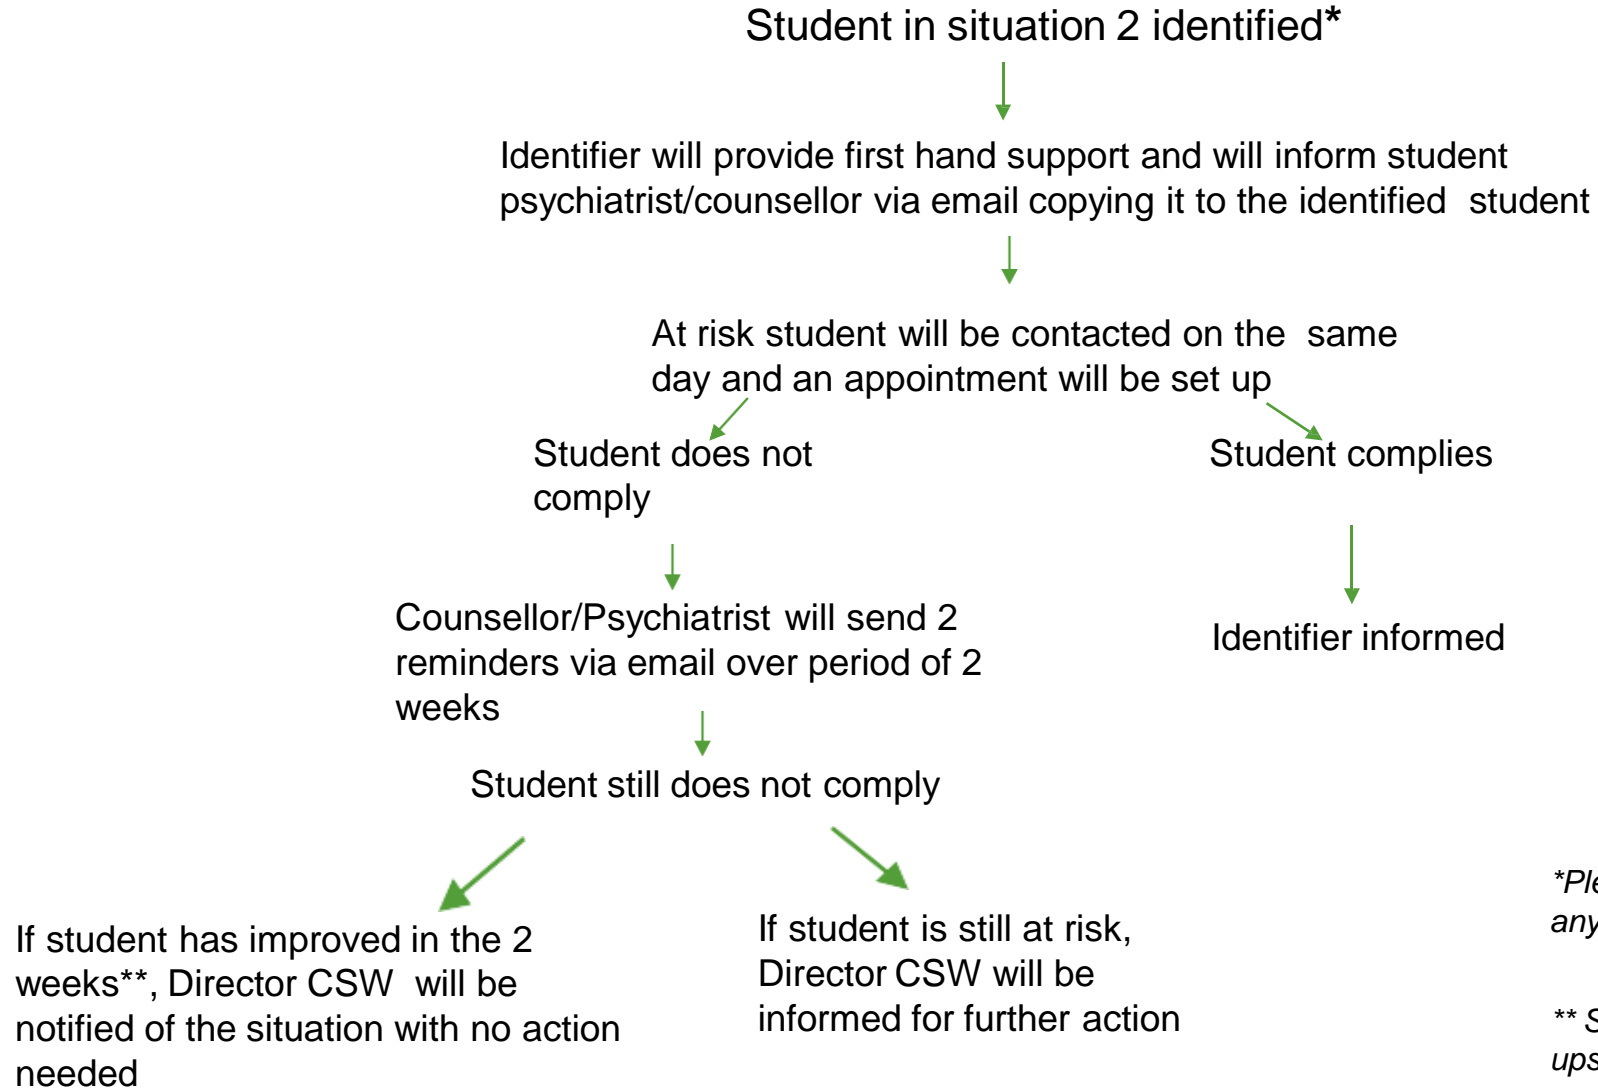 Student in situation 2 identified*
Identifier will provide first hand support and will inform student
psychiatrist/counsellor via email copying it to the identified student
At risk student will be contacted on the same
day and an appointment will be set up
Student does not
comply
Student complies
Counsellor/Psychiatrist will send 2
reminders via email over period of 2
weeks
Identifier informed
Student still does not comply
If student has improved in the 2
weeks**, Director CSW will be
notified of the situation with no action
needed
If student is still at risk,
Director CSW will be
informed for further action
any
**